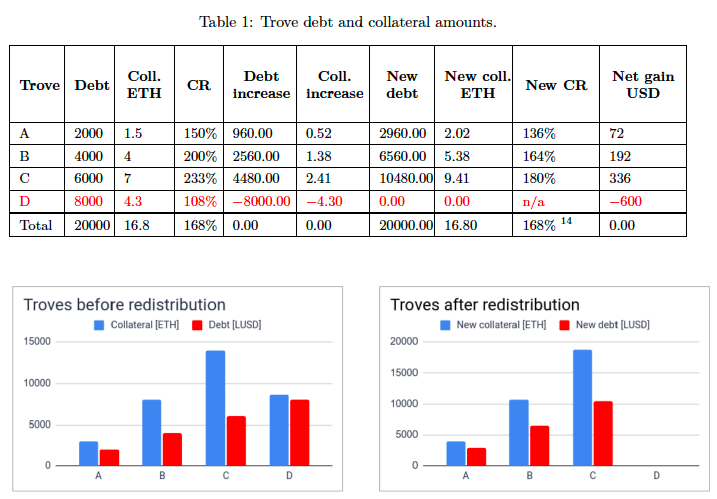 Table 1: Trove debt and collateral amounts.
Trove Debt Coll. ETH CR Debt increase Coll. increase New debt New coll. ETH New CR Net gain USD
A 2000 1.5 150% 960.00 0.52 2960.00 2.02 136% 72
B 4000 4 200% 2560.00 1.38 6560.00 5.38 164% 192
C 6000 7 233% 4480.00 2.41 10480.00 9.41 180% 336
D 8000 4.3 108% −8000.00 −4.30 0.00 0.00 n/a −600
Total 20000 16.8 168% 0.00 0.00 20000.00 16.80 168% 14 0.00
Troves before redistribution
Collateral [ETH] Debt [LUSD]
15000
10000
5000
0
A B C D
Troves after redistribution
New collateral [ETH] New debt [LUSD]
20000
15000
10000
5000
0
A B C D